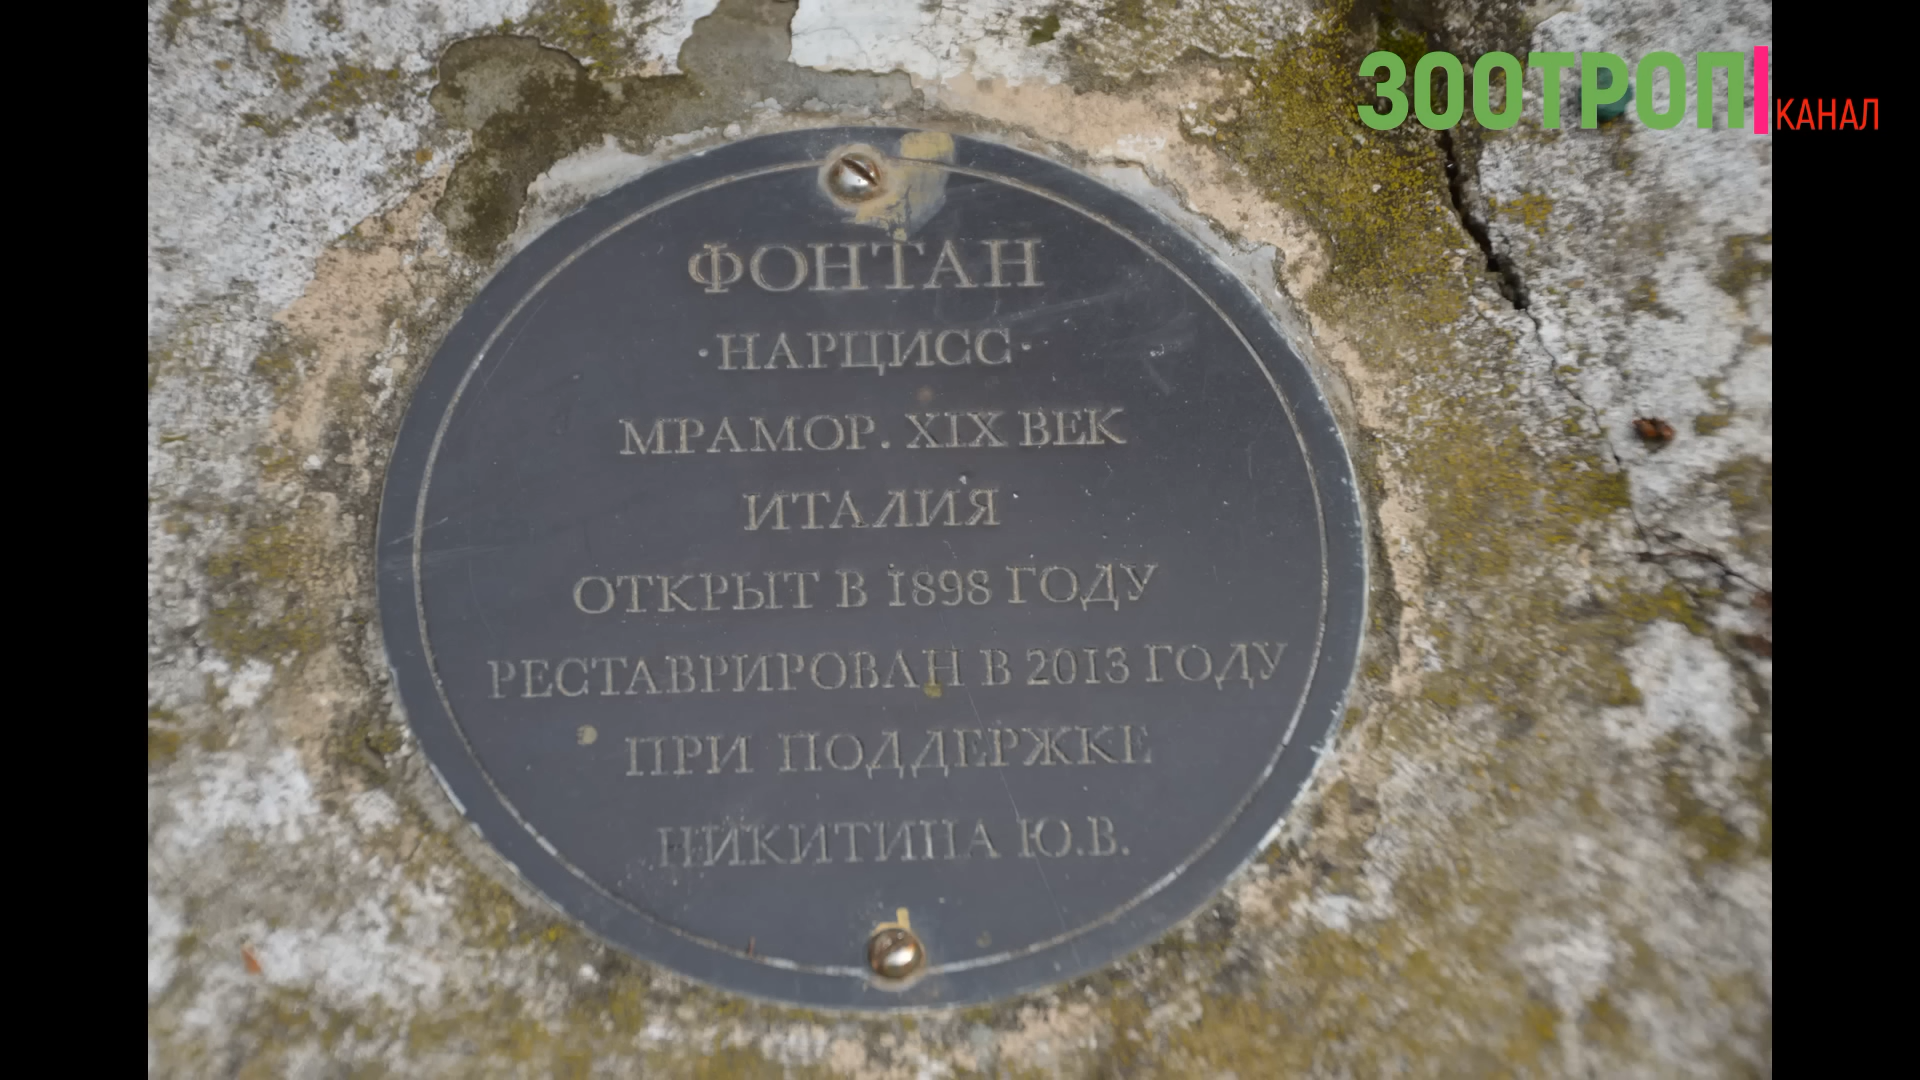 ЗООТРОП КАНАЛ
ФОНТАН
·НАРЦИСС·
МРАМОР. XIX ВЕК
ИТАЛИЯ
ОТКРЫТ В 1898 ГОДУ
РЕСТАВРИРОВАН В 2013 ГОДУ
ПРИ ПОДДЕРЖКЕ
НИКИТИНА Ю.В.